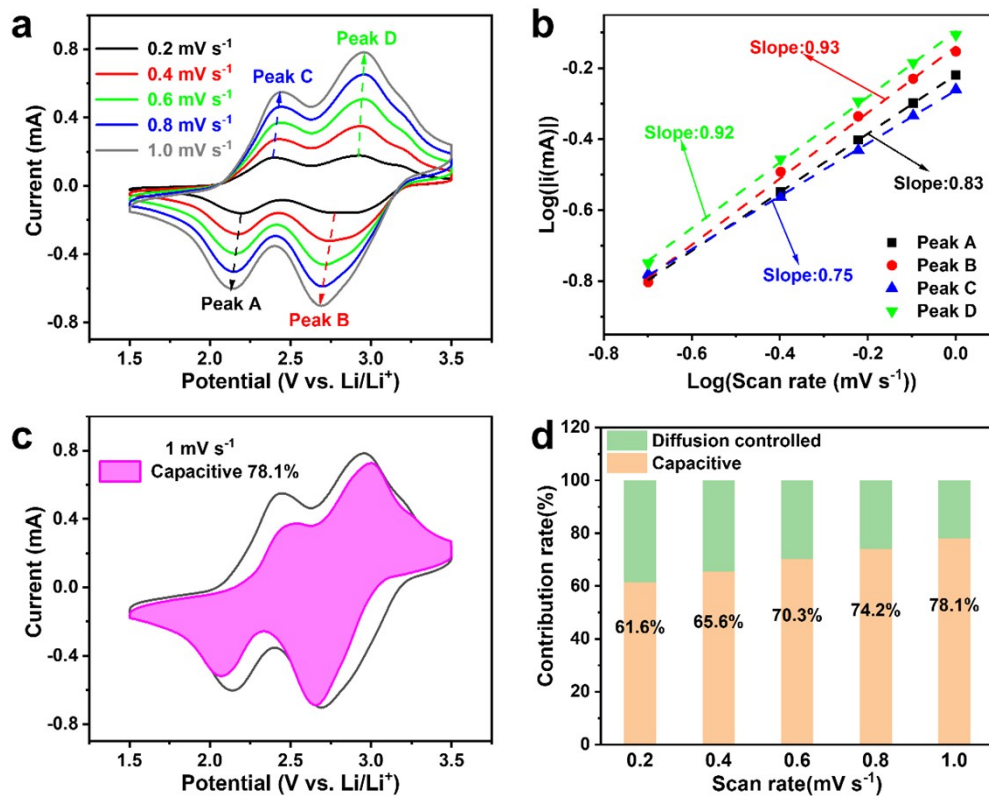 a
0.2 mV s⁻¹
0.4 mV s⁻¹
0.6 mV s⁻¹
0.8 mV s⁻¹
1.0 mV s⁻¹
Peak C
Peak D
Peak A
Peak B
0.8
0.4
0.0
-0.4
-0.8
Current (mA)
1.5 2.0 2.5 3.0 3.5
Potential (V vs. Li/Li⁺)
b
Slope:0.93
Slope:0.92
Slope:0.83
Slope:0.75
Peak A
Peak B
Peak C
Peak D
-0.2
-0.4
-0.6
-0.8
Log(|i(mA)|)
-0.8 -0.6 -0.4 -0.2 0.0
Log(Scan rate (mV s⁻¹))
c
1 mV s⁻¹
Capacitive 78.1%
0.8
0.4
0.0
-0.4
-0.8
Current (mA)
1.5 2.0 2.5 3.0 3.5
Potential (V vs. Li/Li⁺)
d
Diffusion controlled
Capacitive
120
100
80
60
40
20
0
Contribution rate(%)
61.6% 65.6% 70.3% 74.2% 78.1%
0.2 0.4 0.6 0.8 1.0
Scan rate(mV s⁻¹)